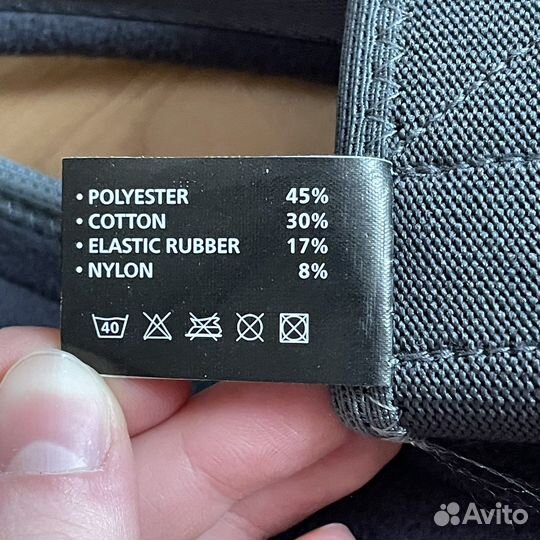 • POLYESTER 45%
• COTTON 30%
• ELASTIC RUBBER 17%
• NYLON 8%
40
Avito